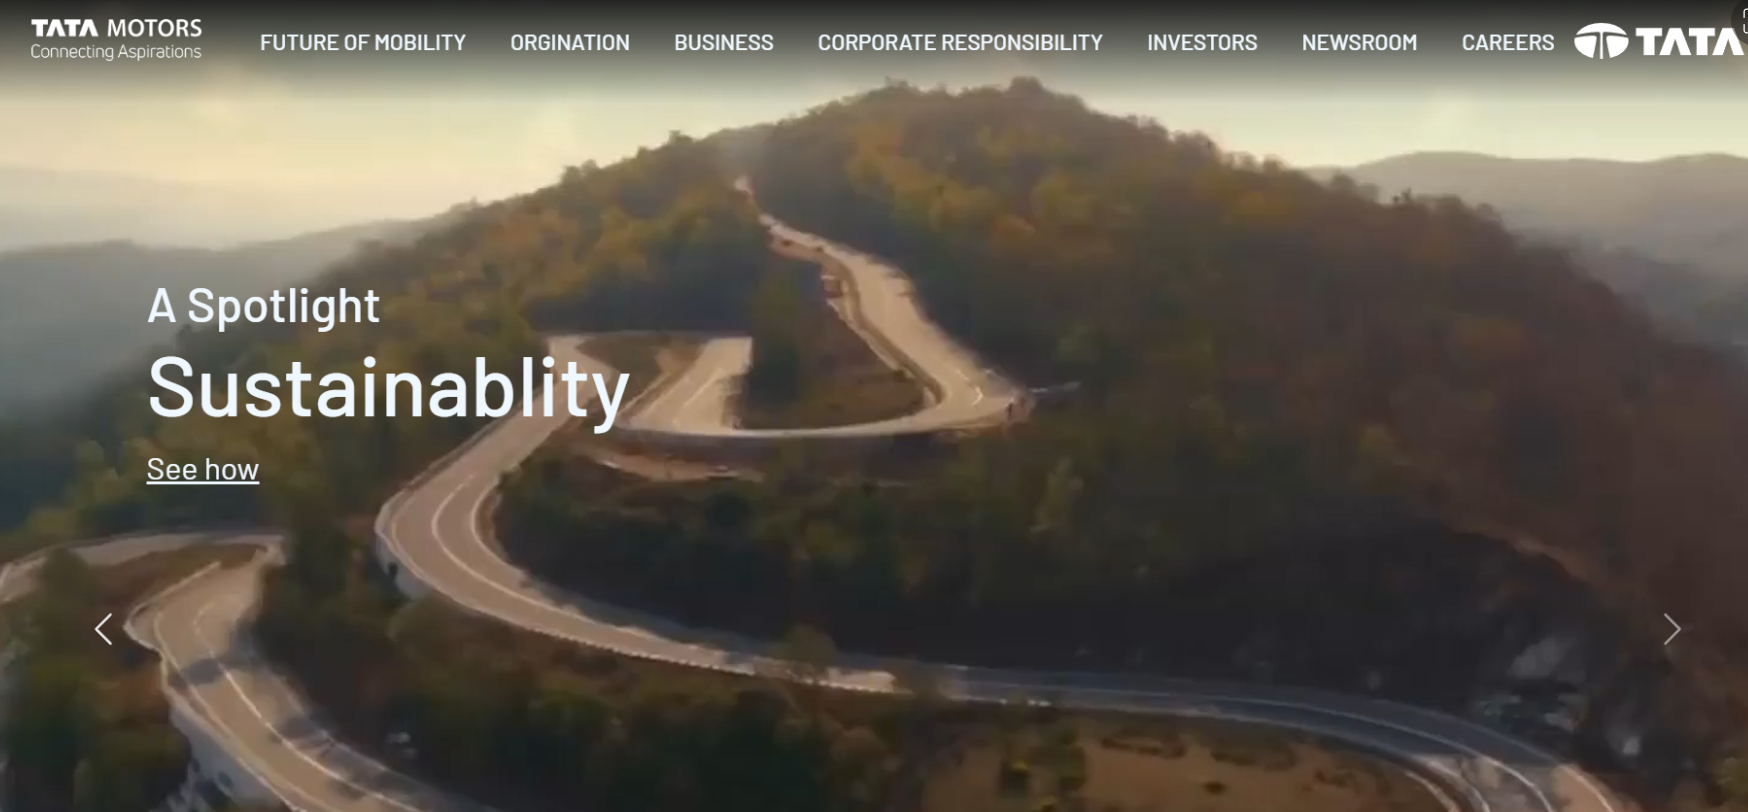 TATA MOTORS
Connecting Aspirations
FUTURE OF MOBILITY ORGINATION BUSINESS CORPORATE RESPONSIBILITY INVESTORS NEWSROOM CAREERS TATA
A Spotlight
Sustainablity
See how